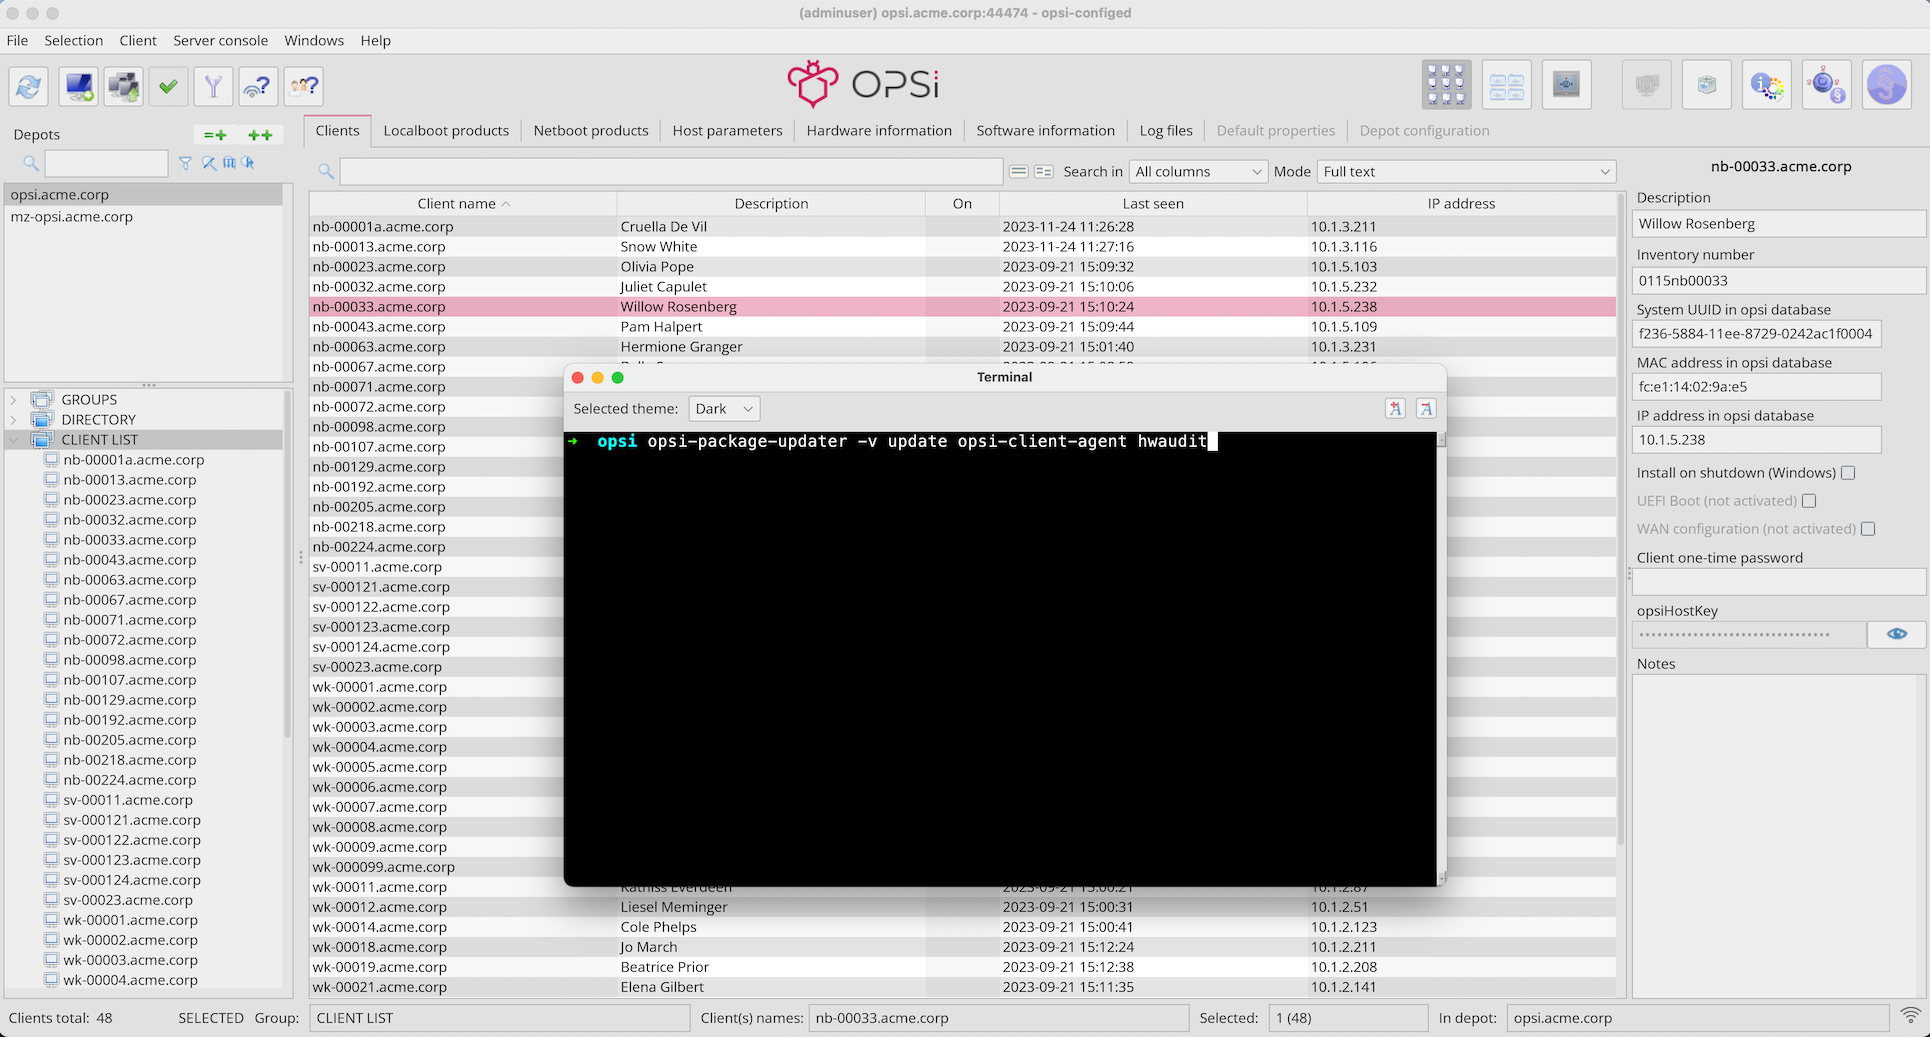 (adminuser) opsi.acme.corp:44474 - opsi-configed
File Selection Client Server console Windows Help
OPSi
Depots
opsi.acme.corp
mz-opsi.acme.corp
GROUPS
DIRECTORY
CLIENT LIST
nb-00001a.acme.corp
nb-00013.acme.corp
nb-00023.acme.corp
nb-00032.acme.corp
nb-00033.acme.corp
nb-00043.acme.corp
nb-00063.acme.corp
nb-00067.acme.corp
nb-00071.acme.corp
nb-00072.acme.corp
nb-00098.acme.corp
nb-00107.acme.corp
nb-00129.acme.corp
nb-00192.acme.corp
nb-00205.acme.corp
nb-00218.acme.corp
nb-00224.acme.corp
sv-00011.acme.corp
sv-000121.acme.corp
sv-000122.acme.corp
sv-000123.acme.corp
sv-000124.acme.corp
sv-00023.acme.corp
wk-00001.acme.corp
wk-00002.acme.corp
wk-00003.acme.corp
wk-00004.acme.corp
Clients Localboot products Netboot products Host parameters Hardware information Software information Log files Default properties Depot configuration
Search in All columns Mode Full text
Client name Description On Last seen IP address
nb-00001a.acme.corp Cruella De Vil 2023-11-24 11:26:28 10.1.3.211
nb-00013.acme.corp Snow White 2023-11-24 11:27:16 10.1.3.116
nb-00023.acme.corp Olivia Pope 2023-09-21 15:09:32 10.1.5.103
nb-00032.acme.corp Juliet Capulet 2023-09-21 15:10:06 10.1.5.232
nb-00033.acme.corp Willow Rosenberg 2023-09-21 15:10:24 10.1.5.238
nb-00043.acme.corp Pam Halpert 2023-09-21 15:09:44 10.1.5.109
nb-00063.acme.corp Hermione Granger 2023-09-21 15:01:40 10.1.3.231
nb-00067.acme.corp
nb-00071.acme.corp
nb-00072.acme.corp
nb-00098.acme.corp
nb-00107.acme.corp
nb-00129.acme.corp
nb-00192.acme.corp
nb-00205.acme.corp
nb-00218.acme.corp
nb-00224.acme.corp
sv-00011.acme.corp
sv-000121.acme.corp
sv-000122.acme.corp
sv-000123.acme.corp
sv-000124.acme.corp
sv-00023.acme.corp
wk-00001.acme.corp
wk-00002.acme.corp
wk-00003.acme.corp
wk-00004.acme.corp
wk-00005.acme.corp
wk-00006.acme.corp
wk-00007.acme.corp
wk-00008.acme.corp
wk-00009.acme.corp
wk-000099.acme.corp
wk-00011.acme.corp
wk-00012.acme.corp Liesel Meminger 2023-09-21 15:00:31 10.1.2.51
wk-00014.acme.corp Cole Phelps 2023-09-21 15:00:41 10.1.2.123
wk-00018.acme.corp Jo March 2023-09-21 15:12:24 10.1.2.211
wk-00019.acme.corp Beatrice Prior 2023-09-21 15:12:38 10.1.2.208
wk-00021.acme.corp Elena Gilbert 2023-09-21 15:11:35 10.1.2.141
Terminal
Selected theme: Dark
opsi opsi-package-updater -v update opsi-client-agent hwaudit
nb-00033.acme.corp
Description
Willow Rosenberg
Inventory number
0115nb00033
System UUID in opsi database
f236-5884-11ee-8729-0242ac1f0004
MAC address in opsi database
fc:e1:14:02:9a:e5
IP address in opsi database
10.1.5.238
Install on shutdown (Windows)
UEFI Boot (not activated)
WAN configuration (not activated)
Client one-time password
opsiHostKey
Notes
Clients total: 48 SELECTED Group: CLIENT LIST Client(s) names: nb-00033.acme.corp Selected: 1 (48) In depot: opsi.acme.corp